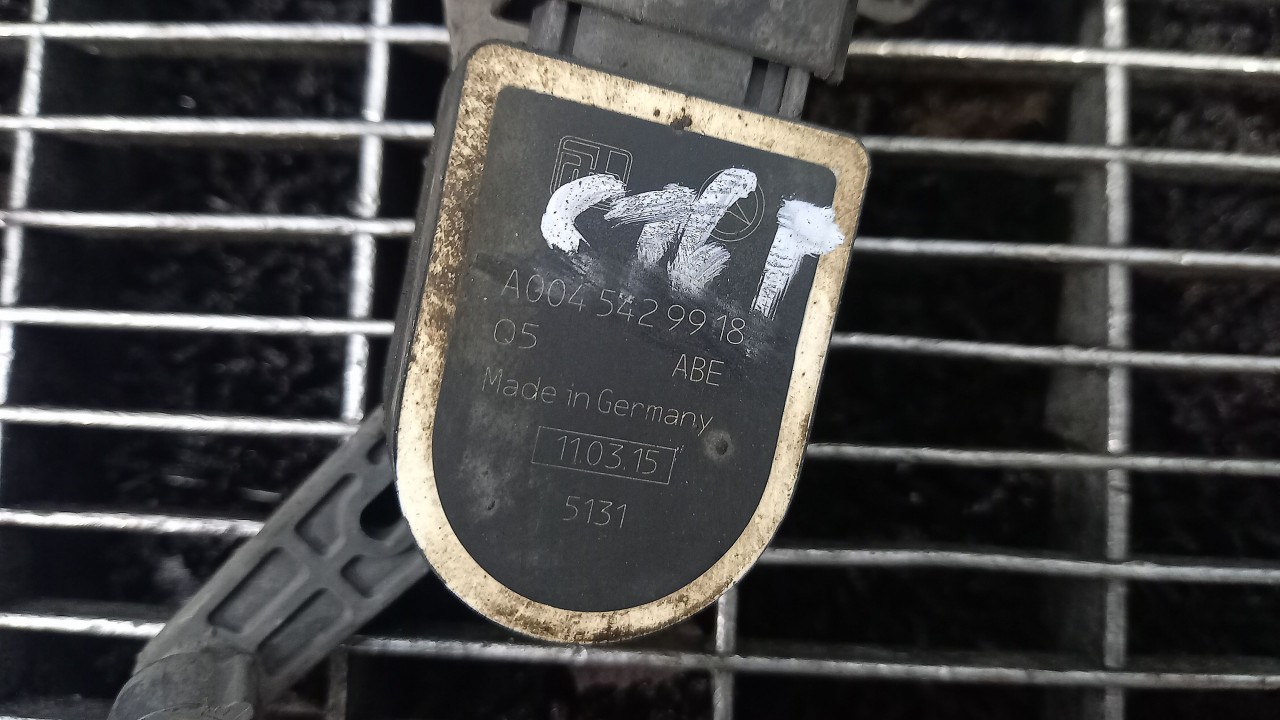 A004 542 99 18
Q5 ABE
Made in Germany
11.03.15
5131